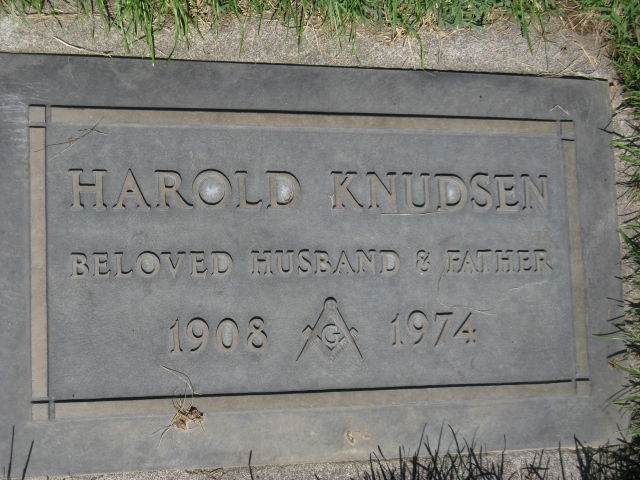 HAROLD KNUDSEN
BELOVED HUSBAND & FATHER
1908 G 1974